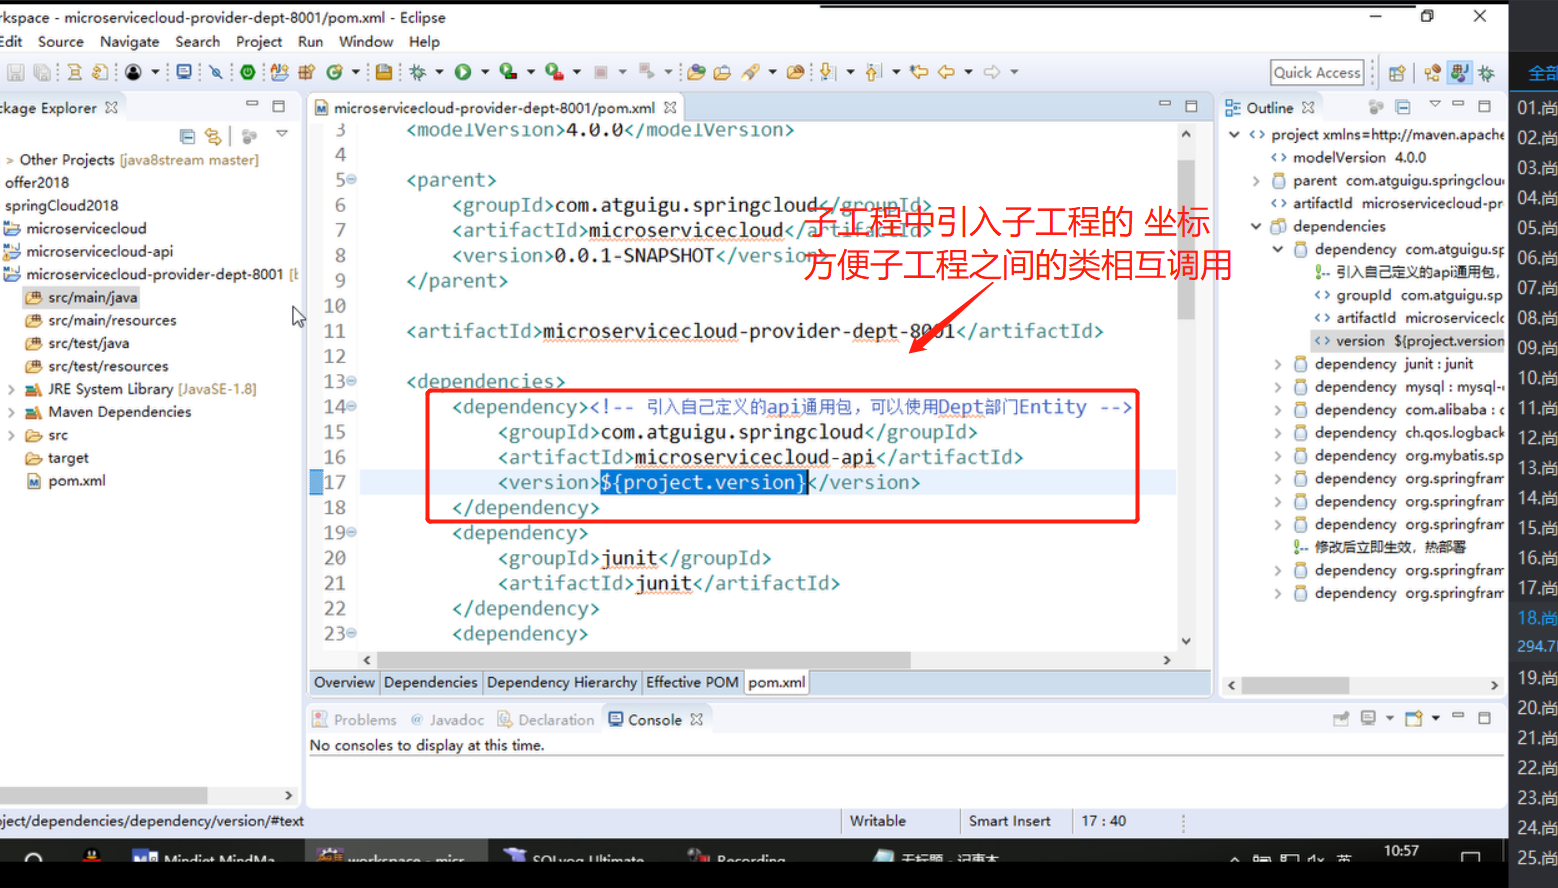 rkspace - microservicecloud-provider-dept-8001/pom.xml - Eclipse
Edit Source Navigate Search Project Run Window Help
Quick Access
全部
ckage Explorer
> Other Projects [java8stream master]
offer2018
springCloud2018
microservicecloud
microservicecloud-api
microservicecloud-provider-dept-8001 [b
src/main/java
src/main/resources
src/test/java
src/test/resources
JRE System Library [JavaSE-1.8]
Maven Dependencies
src
target
pom.xml
microservicecloud-provider-dept-8001/pom.xml
3 <modelVersion>4.0.0</modelVersion>
4
5 <parent>
6 <groupId>com.atguigu.springcloud</groupId>
7 <artifactId>microservicecloud</artifactId>
8 <version>0.0.1-SNAPSHOT</version>
9 </parent>
10
11 <artifactId>microservicecloud-provider-dept-8001</artifactId>
12
13 <dependencies>
14 <dependency><!-- 引入自己定义的api通用包，可以使用Dept部门Entity -->
15 <groupId>com.atguigu.springcloud</groupId>
16 <artifactId>microservicecloud-api</artifactId>
17 <version>${project.version}</version>
18 </dependency>
19 <dependency>
20 <groupId>junit</groupId>
21 <artifactId>junit</artifactId>
22 </dependency>
23 <dependency>
子工程中引入子工程的 坐标
方便子工程之间的类相互调用
Overview Dependencies Dependency Hierarchy Effective POM pom.xml
Outline
project xmlns=http://maven.apache
modelVersion 4.0.0
parent com.atguigu.springclou
artifactId microservicecloud-pr
dependencies
dependency com.atguigu.sp
引入自己定义的api通用包,
groupId com.atguigu.sp
artifactId microservicecl
version ${project.version
dependency junit : junit
dependency mysql : mysql-
dependency com.alibaba : d
dependency ch.qos.logback
dependency org.mybatis.sp
dependency org.springfram
dependency org.springfram
dependency org.springfram
修改后立即生效，热部署
dependency org.springfram
dependency org.springfram
01.尚
02.尚
03.尚
04.尚
05.尚
06.尚
07.尚
08.尚
09.尚
10.尚
11.尚
12.尚
13.尚
14.尚
15.尚
16.尚
17.尚
18.尚
294.7
19.尚
20.尚
21.尚
22.尚
23.尚
24.尚
25.尚
Problems @ Javadoc Declaration Console
No consoles to display at this time.
oject/dependencies/dependency/version/#text
Writable Smart Insert 17 : 40
Mindjet MindMa workspace - micr SQLyog Ultimate Recording 无标题 - 记事本 英 10:57